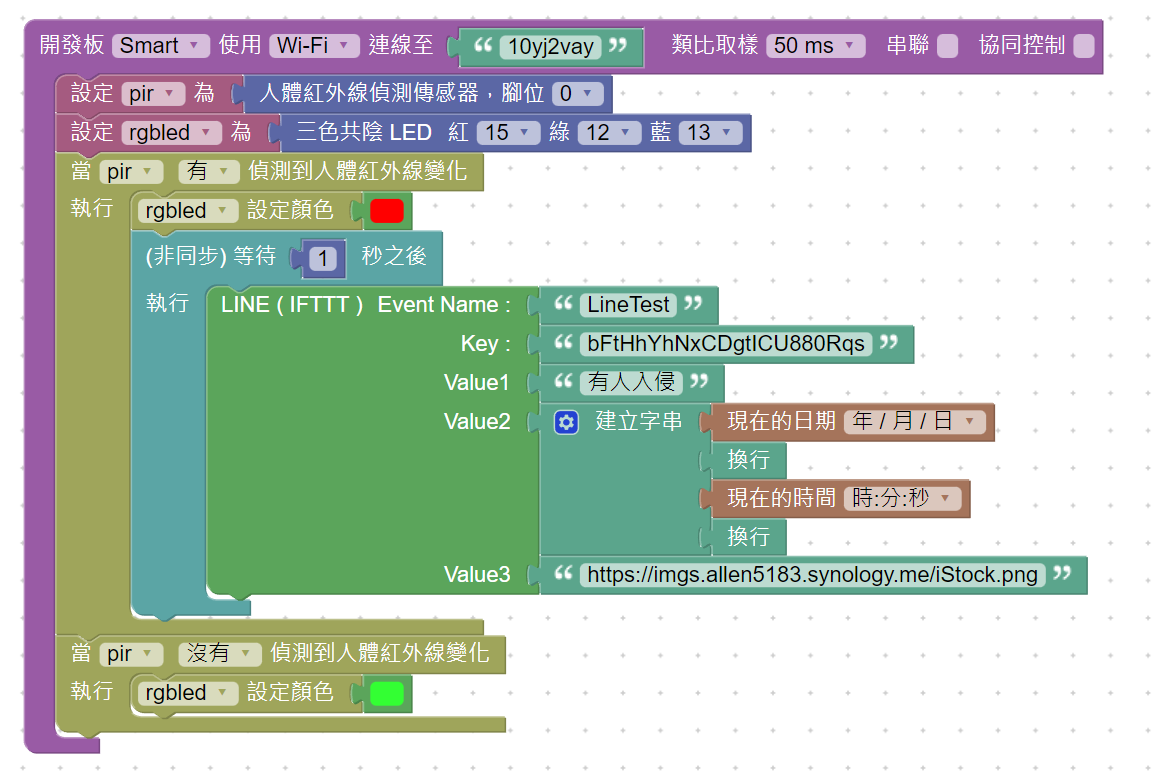 開發板 Smart 使用 Wi-Fi 連線至 “ 10yj2vay ” 類比取樣 50 ms 串聯 協同控制
設定 pir 為 人體紅外線偵測傳感器，腳位 0
設定 rgbled 為 三色共陰 LED 紅 15 綠 12 藍 13
當 pir 有 偵測到人體紅外線變化
執行 rgbled 設定顏色
(非同步) 等待 1 秒之後
執行 LINE ( IFTTT ) Event Name : “ LineTest ”
Key : “ bFtHhYhNxCDgtICU880Rqs ”
Value1 “ 有人入侵 ”
Value2 建立字串 現在的日期 年 / 月 / 日
換行
現在的時間 時:分:秒
換行
Value3 “ https://imgs.allen5183.synology.me/iStock.png ”
當 pir 沒有 偵測到人體紅外線變化
執行 rgbled 設定顏色